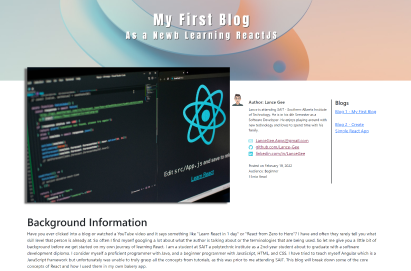 My First Blog
As a Newb Learning ReactJS
Edit src/App.js and save to reload.
Learn React
Author: Lance Gee
Lance is attending SAIT - Southern Alberta Institute
of Technology. He is in his 4th Semester as a
Software Developer. He enjoys playing around with
new technology and tries to spend time with his
family.
Github.com/Lance-Gee
linkedin.com/in/LanceGee
Posted on February 18, 2022
Audience: Beginner
Blogs
Blog 1 - My First Blog
Blog 2 - Create
Simple React App
Background Information
Have you ever clicked on a blog or watched a YouTube video and it says something like "Learn React in 1 day" or "React from Zero to Hero"? I have and often they rarely tell you what
skill level that person is already at. So often I find myself googling a lot about what the author is talking about or the terminologies that are being used. So let me give you a little bit of
background before we get started on my own journey of learning React. I am a student at SAIT a polytechnic institute as a 2nd year student about to graduate with a software
development diploma. I consider myself a proficient programmer with Java, and a beginner programmer with JavaScript, HTML, and CSS. I have tried to teach myself Angular which is a
JavaScript framework but unfortunately was unable to truly grasp all the concepts from tutorials, as this was prior to me attending SAIT. This blog will break down some of the core
concepts of React and how I used them in my own bakery app.